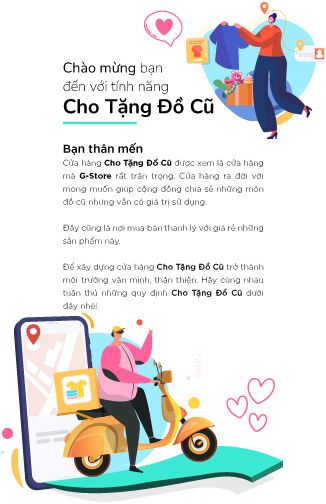 Chào mừng bạn
đến với tính năng
Cho Tặng Đồ Cũ
Bạn thân mến
Cửa hàng Cho Tặng Đồ Cũ được xem là cửa hàng
mà G-Store rất trân trọng. Cửa hàng ra đời với
mong muốn giúp cộng đồng chia sẻ những món
đồ cũ nhưng vẫn có giá trị sử dụng.
Đây cũng là nơi mua bán thanh lý với giá rẻ những
sản phẩm này.
Để xây dựng cửa hàng Cho Tặng Đồ Cũ trở thành
môi trường văn minh, thân thiện. Hãy cùng nhau
tuân thủ những quy định Cho Tặng Đồ Cũ dưới
đây nhé!